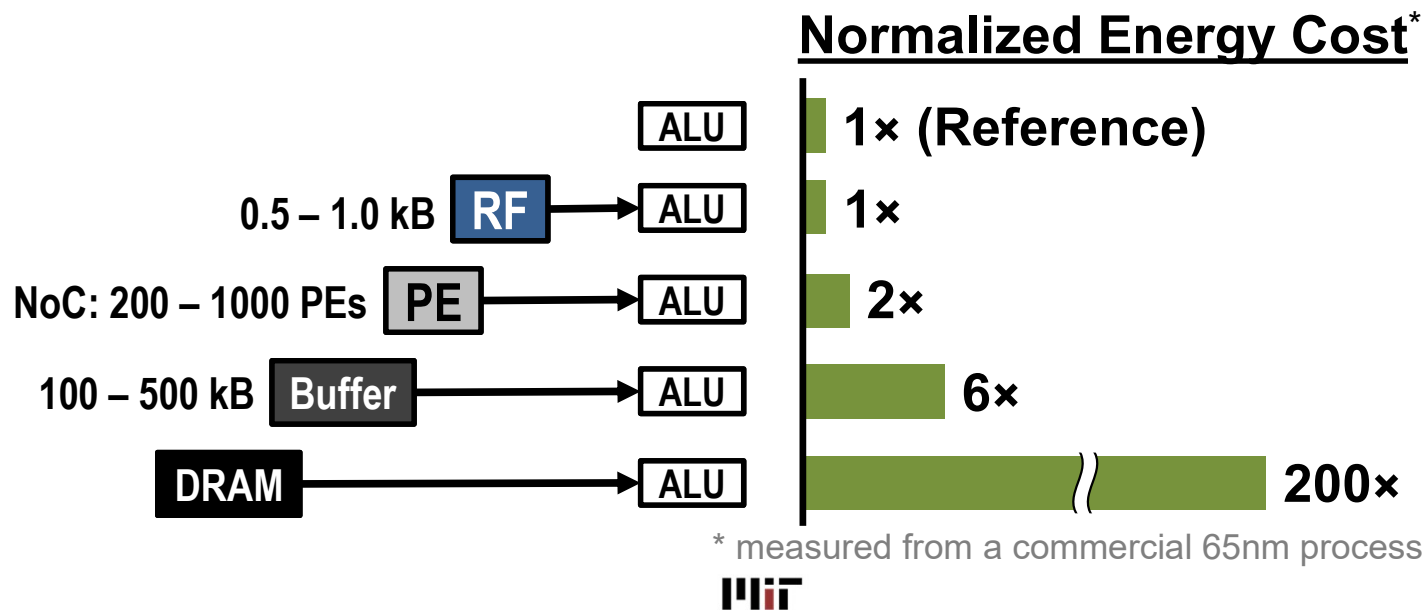 Normalized Energy Cost*
ALU 1× (Reference)
0.5 – 1.0 kB RF ALU 1×
NoC: 200 – 1000 PEs PE ALU 2×
100 – 500 kB Buffer ALU 6×
DRAM ALU 200×
* measured from a commercial 65nm process
MIT